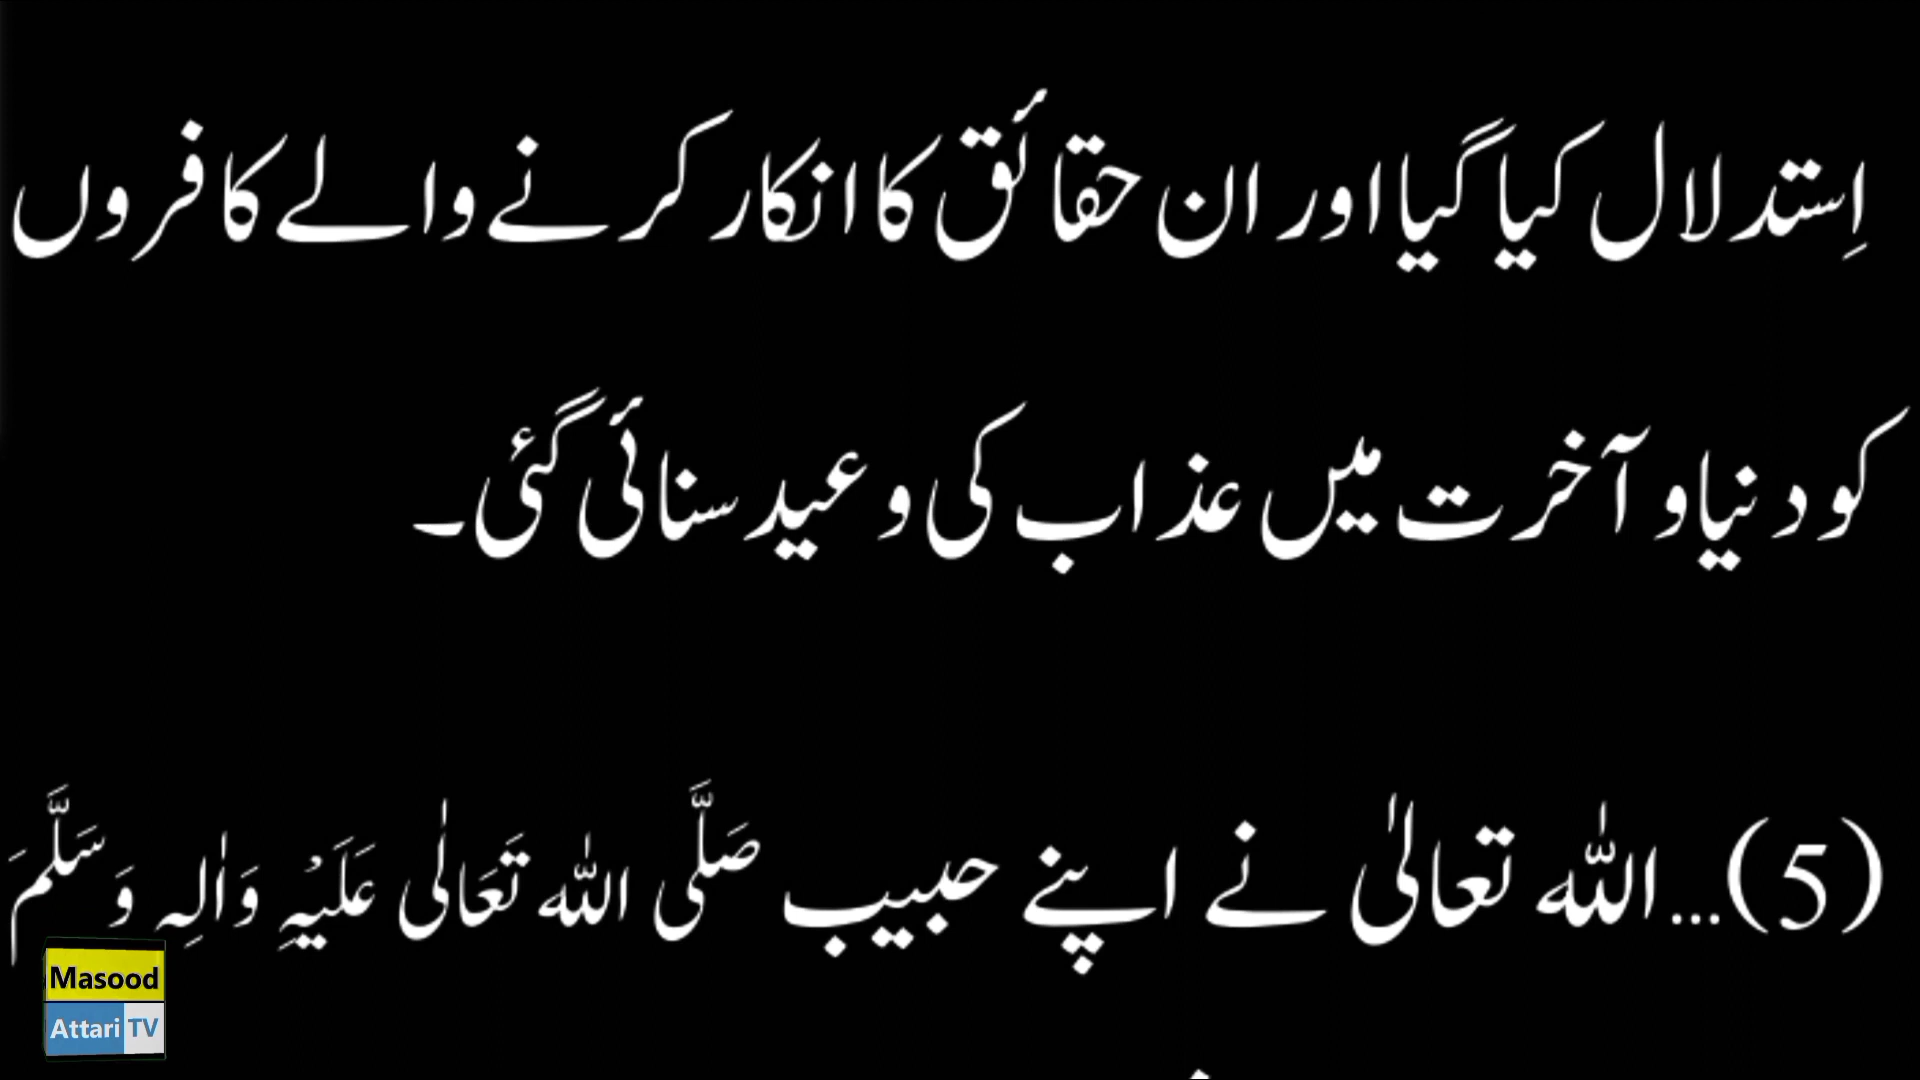 اِستدلال کیا گیا اور ان حقائق کا انکار کرنے والے کافروں
کو دنیا و آخرت میں عذاب کی وعید سنائی گئی۔
(5)...اللہ تعالیٰ نے اپنے حبیب صَلَّی اللہ تَعَالٰی عَلَیْہِ وَاٰلِہٖ وَسَلَّمَ
Masood
Attari TV